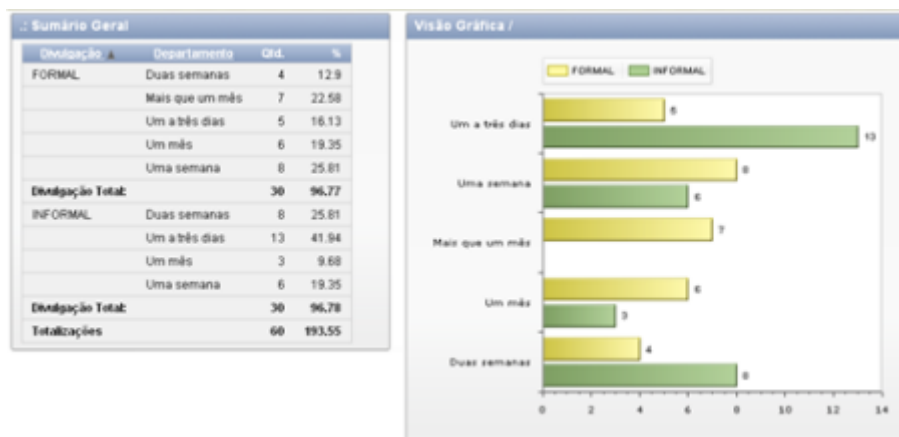 .: Sumário Geral
Divulgação Departamento Qtd. %
FORMAL Duas semanas 4 12.9
Mais que um mês 7 22.58
Um a três dias 5 16.13
Um mês 6 19.35
Uma semana 8 25.81
Divulgação Total: 30 96.77
INFORMAL Duas semanas 8 25.81
Um a três dias 13 41.94
Um mês 3 9.68
Uma semana 6 19.35
Divulgação Total: 30 96.78
Totalizações 60 193.55
Visão Gráfica /
FORMAL INFORMAL
Um a três dias 5
13
Uma semana 8
6
Mais que um mês 7
Um mês 6
3
Duas semanas 4
8
0 2 4 6 8 10 12 14